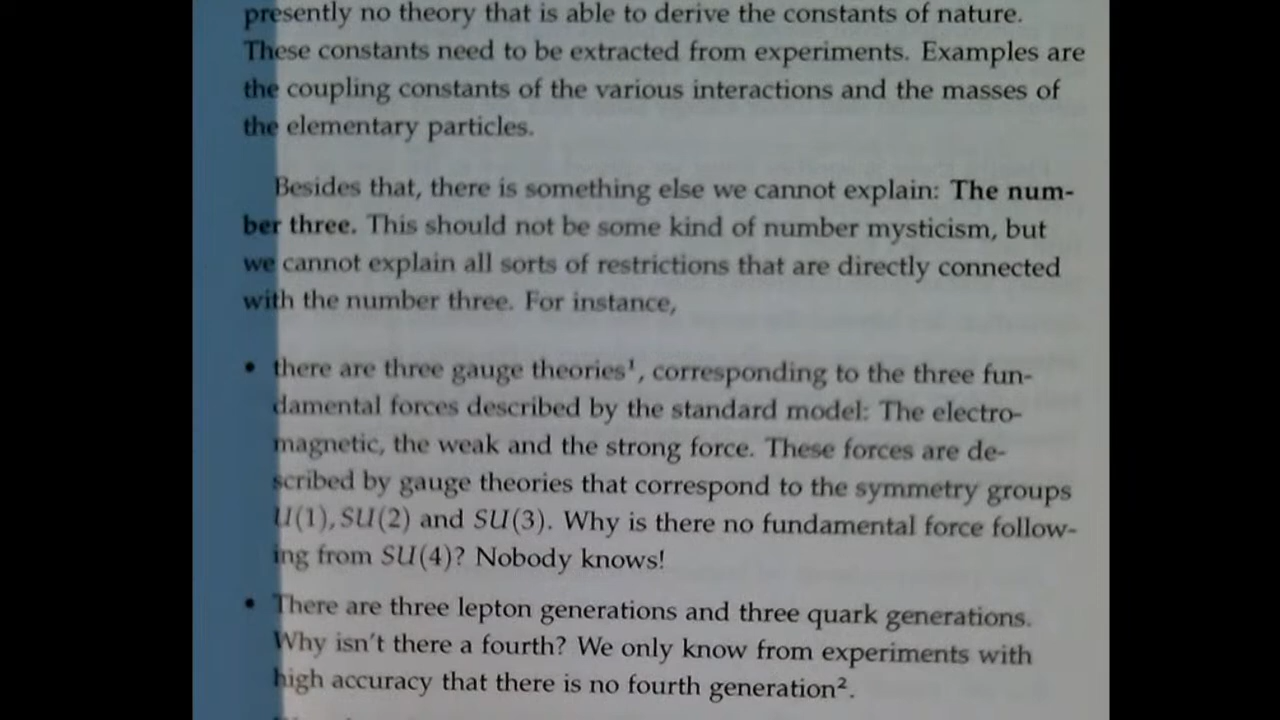 presently no theory that is able to derive the constants of nature.
These constants need to be extracted from experiments. Examples are
the coupling constants of the various interactions and the masses of
the elementary particles.
Besides that, there is something else we cannot explain: The num-
ber three. This should not be some kind of number mysticism, but
we cannot explain all sorts of restrictions that are directly connected
with the number three. For instance,
• there are three gauge theories¹, corresponding to the three fun-
damental forces described by the standard model: The electro-
magnetic, the weak and the strong force. These forces are de-
scribed by gauge theories that correspond to the symmetry groups
U(1), SU(2) and SU(3). Why is there no fundamental force follow-
ing from SU(4)? Nobody knows!
• There are three lepton generations and three quark generations.
Why isn't there a fourth? We only know from experiments with
high accuracy that there is no fourth generation².